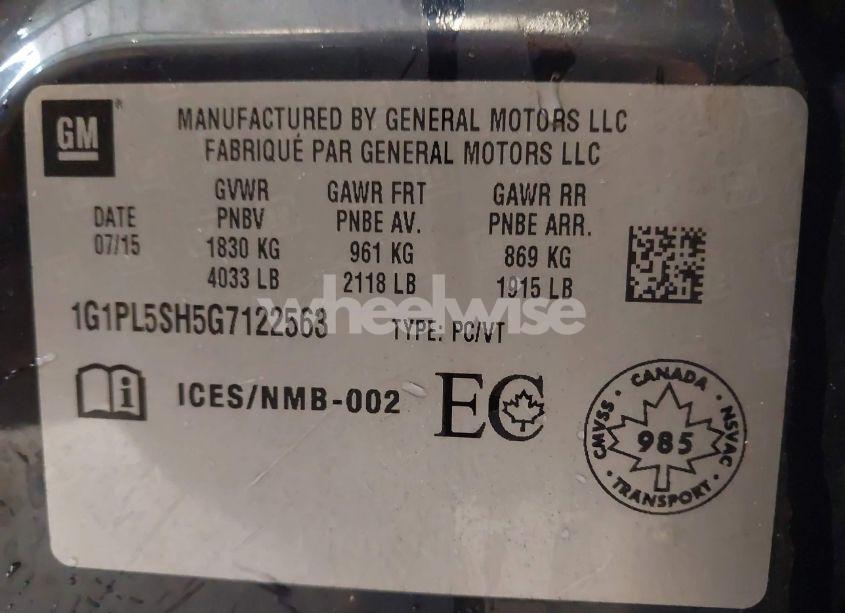 GM
MANUFACTURED BY GENERAL MOTORS LLC
FABRIQUÉ PAR GENERAL MOTORS LLC
DATE
07/15
GVWR
PNBV
1830 KG
4033 LB
GAWR FRT
PNBE AV.
961 KG
2118 LB
GAWR RR
PNBE ARR.
869 KG
1915 LB
wheelwise
1G1PL5SH5G7122568
TYPE: PC/VT
i
ICES/NMB-002
EC
CANADA
CMVSS
985
NSVAC
TRANSPORT